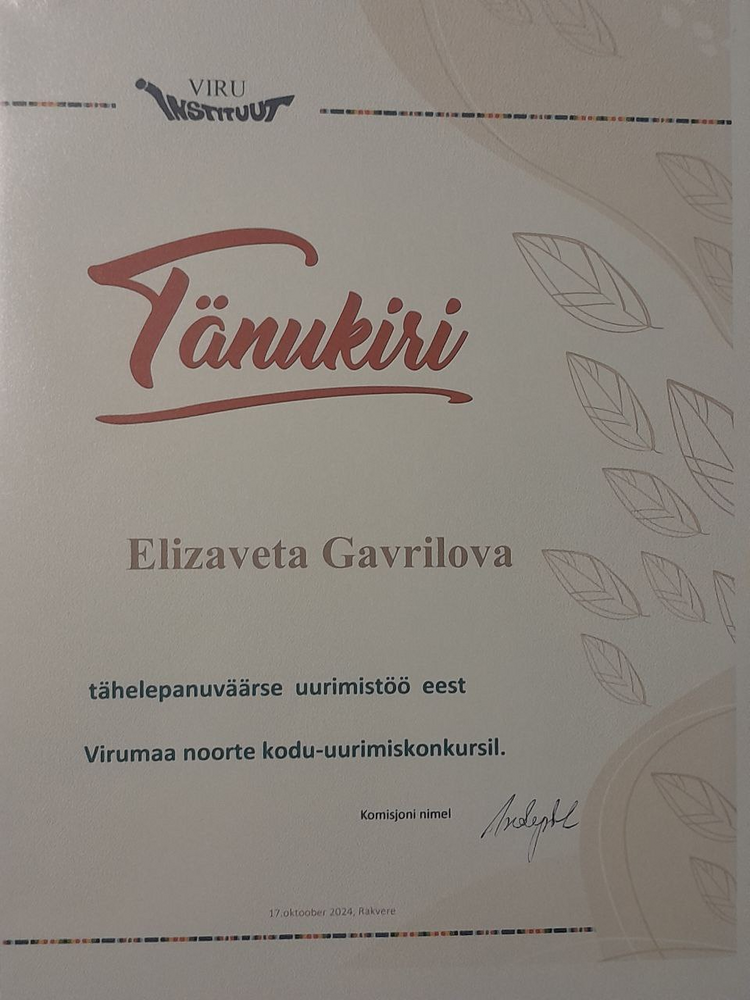 VIRU
INSTITUUT
Tänukiri
Elizaveta Gavrilova
tähelepanuväärse uurimistöö eest
Virumaa noorte kodu-uurimiskonkursil.
Komisjoni nimel
17.oktoober 2024, Rakvere